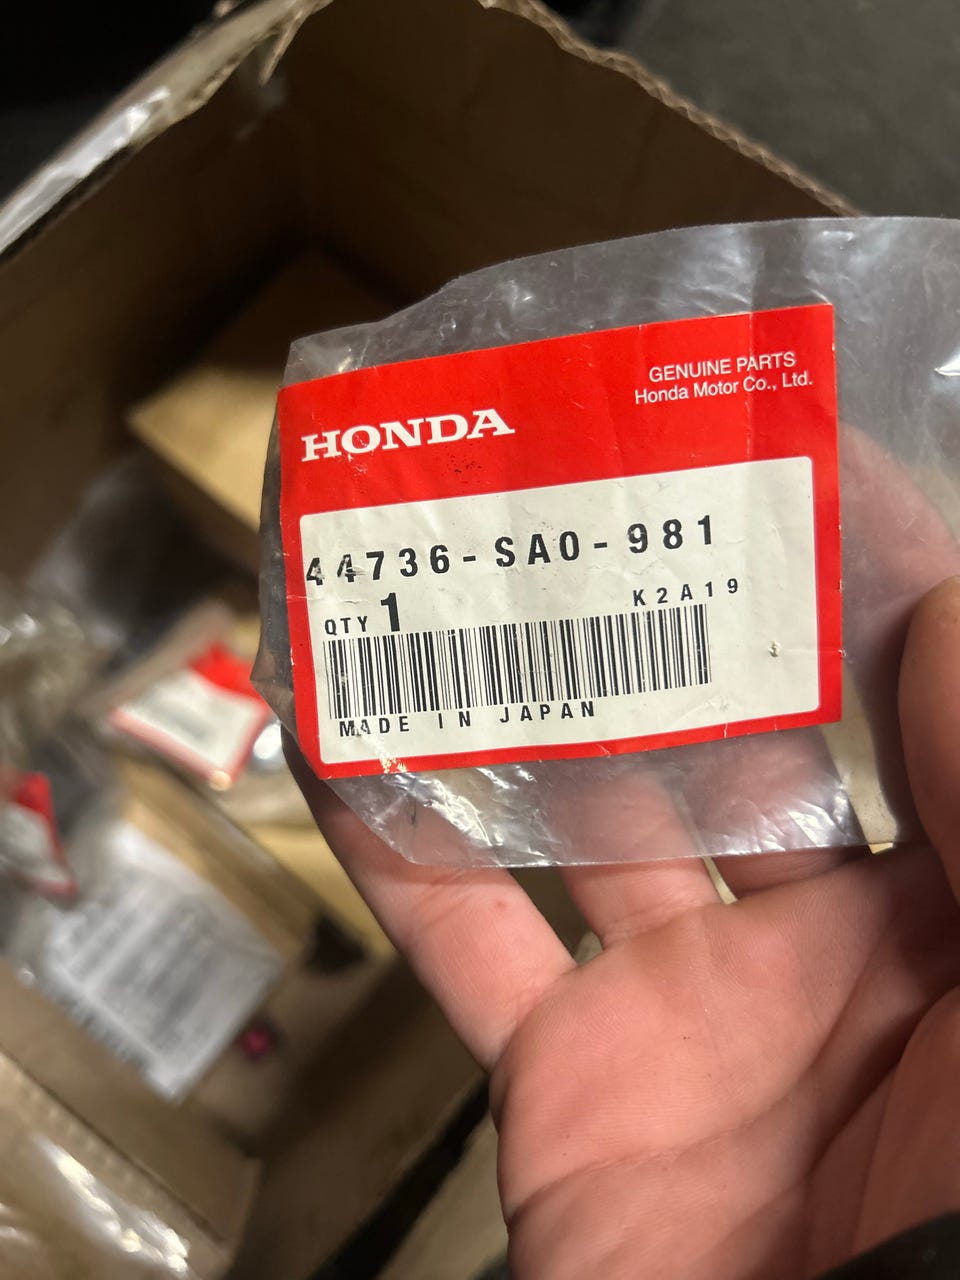 GENUINE PARTS
Honda Motor Co., Ltd.
HONDA
44736-SA0-981
QTY 1
K2A19
MADE IN JAPAN